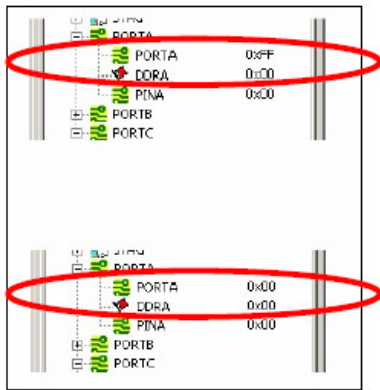 PORTA
PORTA 0xFF
DDRA 0x00
PINA 0x00
PORTB
PORTC
PORTA
PORTA 0x00
DDRA 0x00
PINA 0x00
PORTB
PORTC